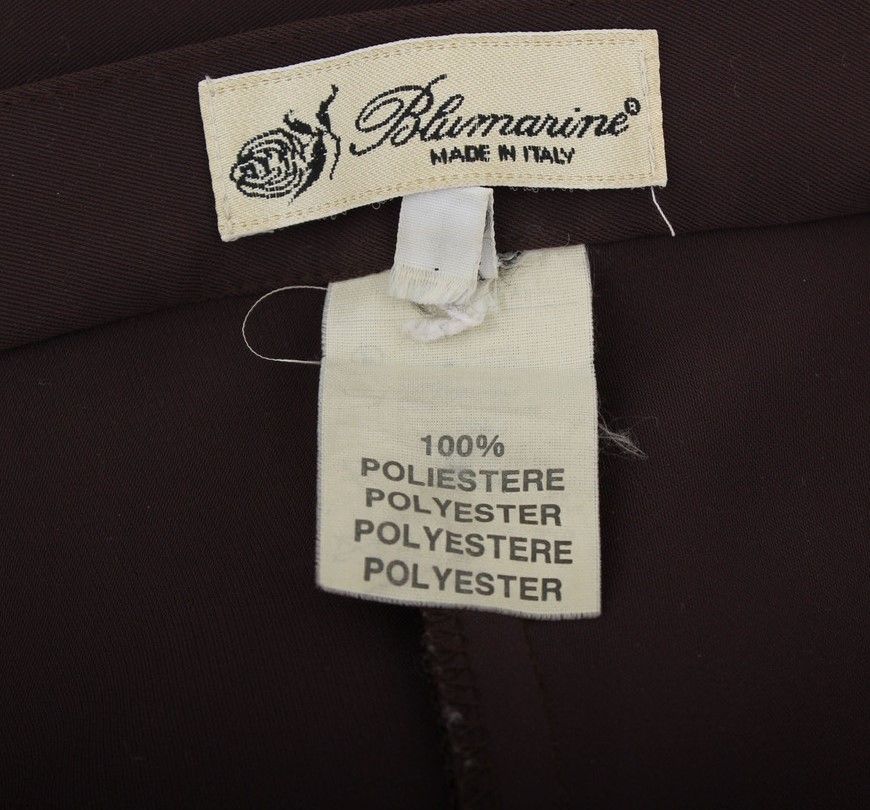 Blumarine®
MADE IN ITALY
100%
POLIESTERE
POLYESTER
POLYESTERE
POLYESTER